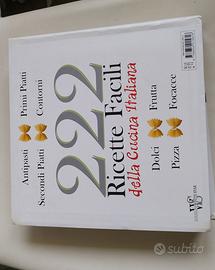 Antipasti Primi Piatti
Secondi Piatti Contorni
222
Ricette Facili
della Cucina Italiana
Dolci Frutta
Pizza Focacce
subito